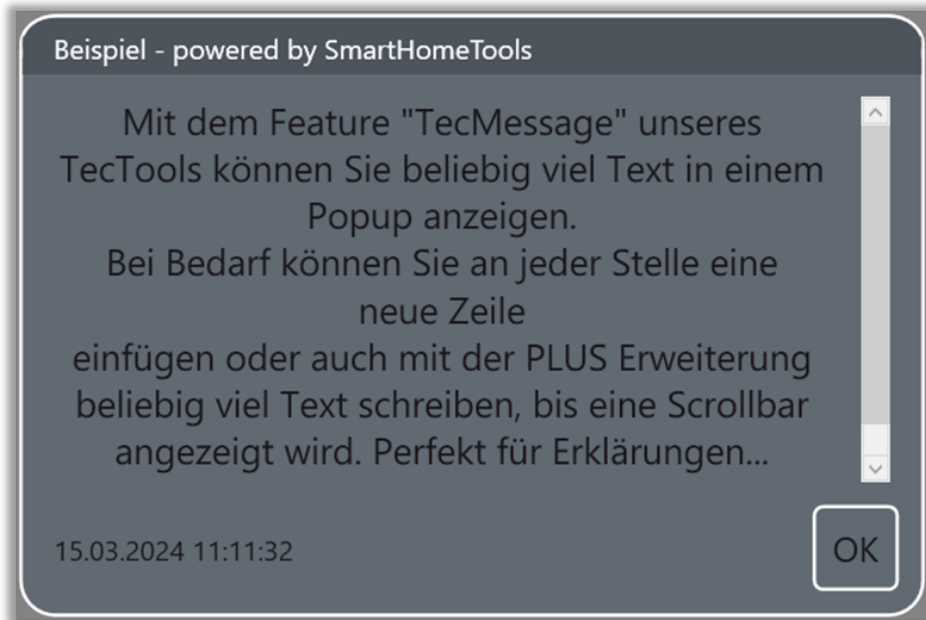 Beispiel - powered by SmartHomeTools
Mit dem Feature "TecMessage" unseres
TecTools können Sie beliebig viel Text in einem
Popup anzeigen.
Bei Bedarf können Sie an jeder Stelle eine
neue Zeile
einfügen oder auch mit der PLUS Erweiterung
beliebig viel Text schreiben, bis eine Scrollbar
angezeigt wird. Perfekt für Erklärungen...
15.03.2024 11:11:32
OK